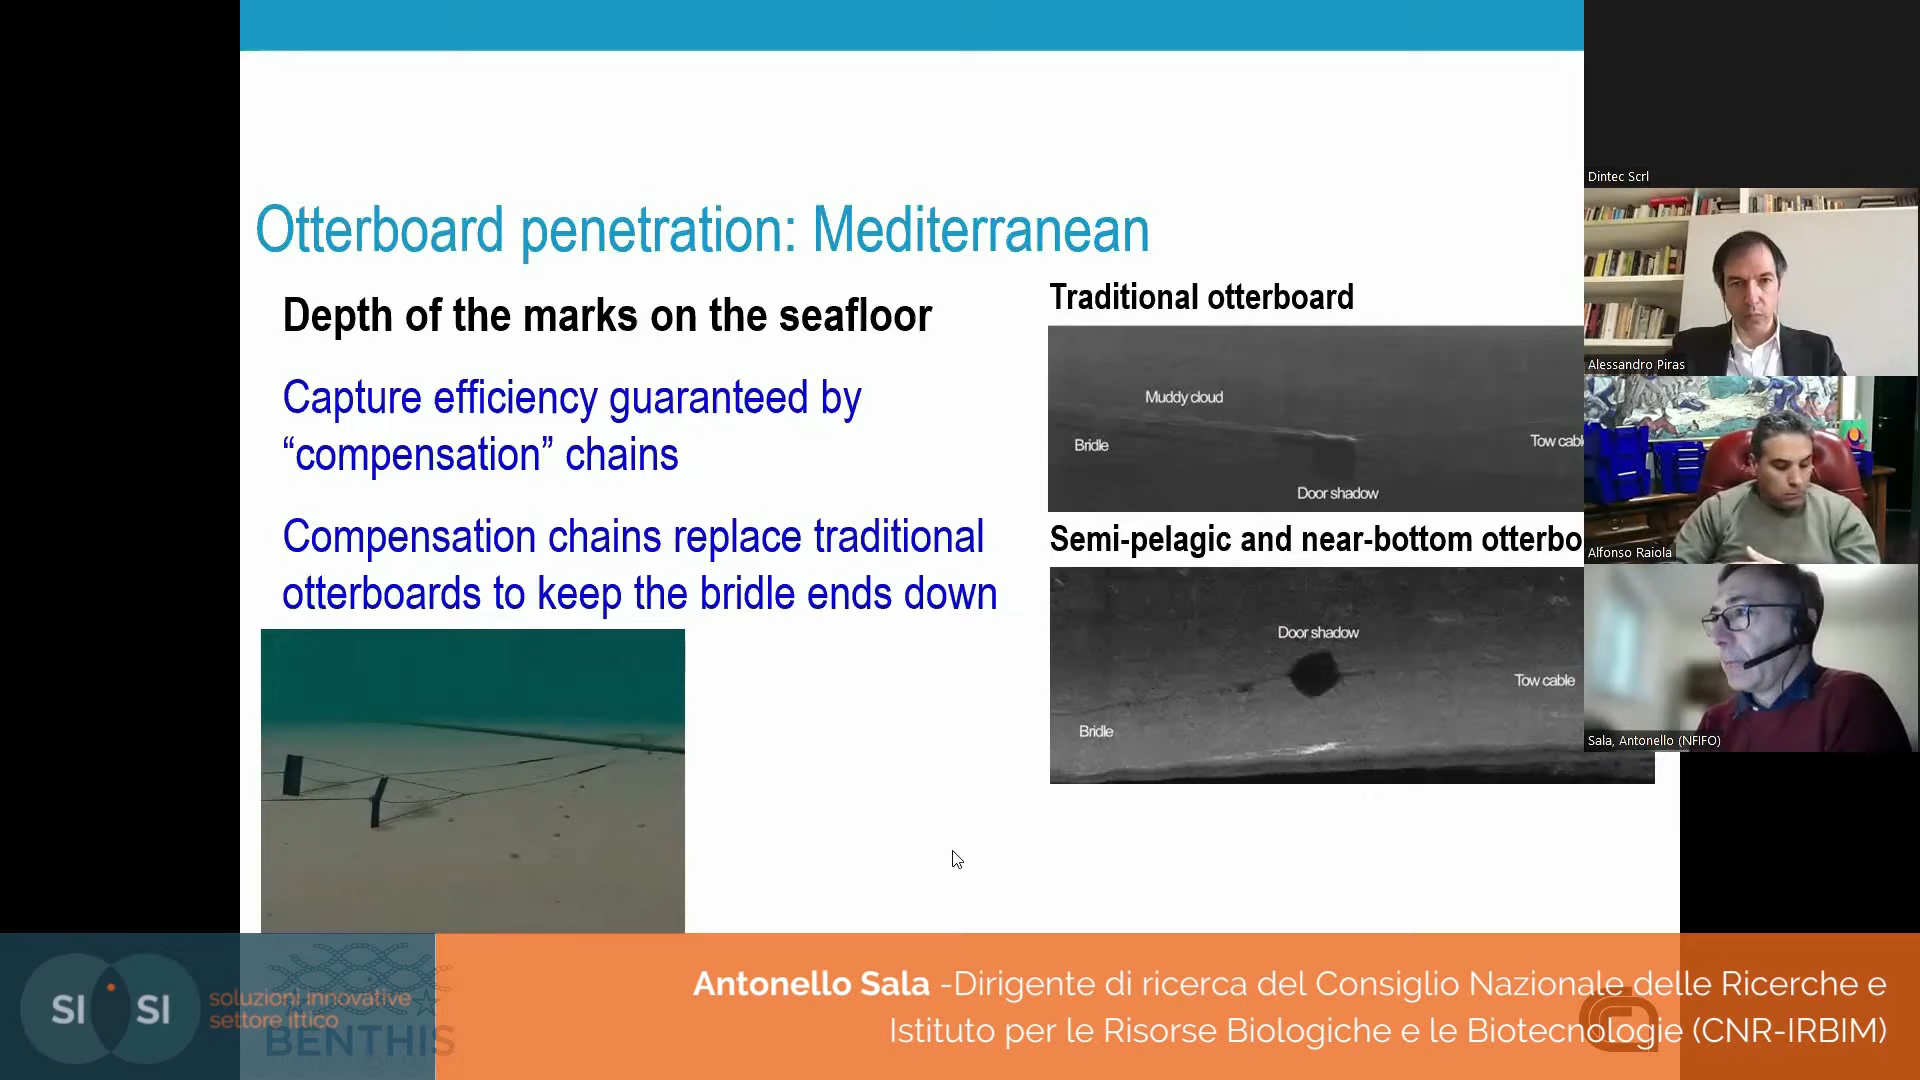 Otterboard penetration: Mediterranean
Depth of the marks on the seafloor
Capture efficiency guaranteed by
“compensation” chains
Compensation chains replace traditional
otterboards to keep the bridle ends down
Traditional otterboard
Muddy cloud
Bridle
Tow cabl
Door shadow
Semi-pelagic and near-bottom otterbo
Door shadow
Tow cable
Bridle
Dintec Scrl
Alessandro Piras
Alfonso Raiola
Sala, Antonello (NFIFO)
SI SI
soluzioni innovative
settore ittico
BENTHIS
Antonello Sala -Dirigente di ricerca del Consiglio Nazionale delle Ricerche e
Istituto per le Risorse Biologiche e le Biotecnologie (CNR-IRBIM)